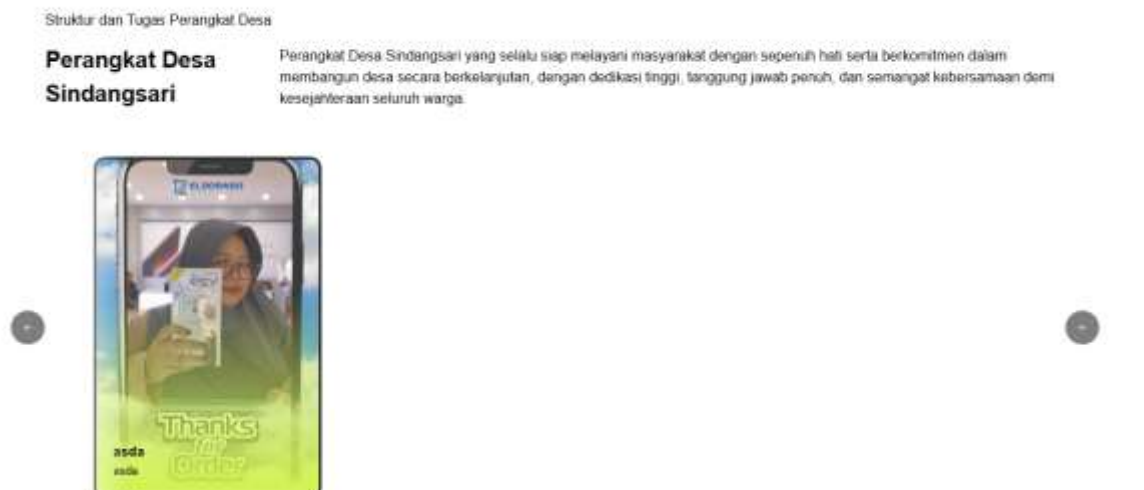 Struktur dan Tugas Perangkat Desa
Perangkat Desa
Sindangsari
Perangkat Desa Sindangsari yang selalu siap melayani masyarakat dengan sepenuh hati serta berkomitmen dalam
membangun desa secara berkelanjutan, dengan dedikasi tinggi, tanggung jawab penuh, dan semangat kebersamaan demi
kesejahteraan seluruh warga.
ELDORADO
Thanks
for
Order
asda
asda